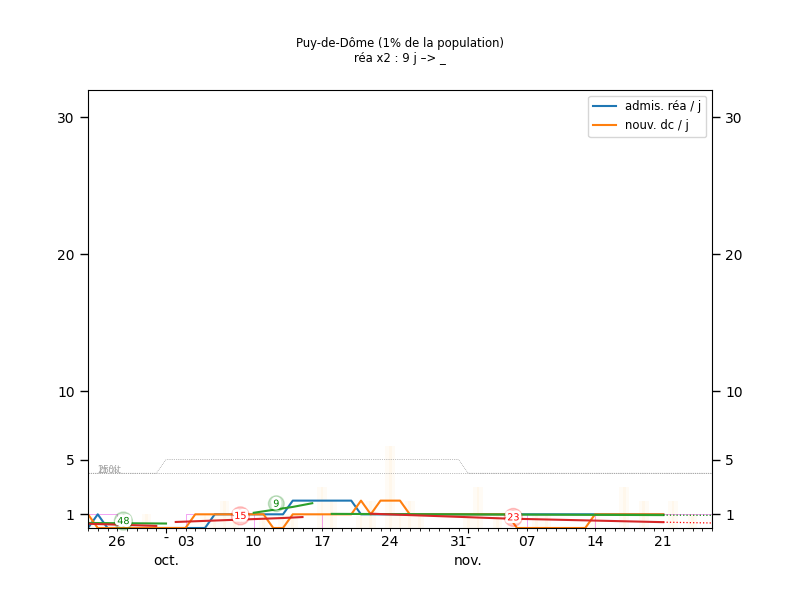 Puy-de-Dôme (1% de la population)
réa x2 : 9 j –> _
admis. réa / j
nouv. dc / j
30 30
20 20
10 10
5 5
1 1
48 15 9 23
26 - 03 10 17 24 31 - 07 14 21
oct. nov.